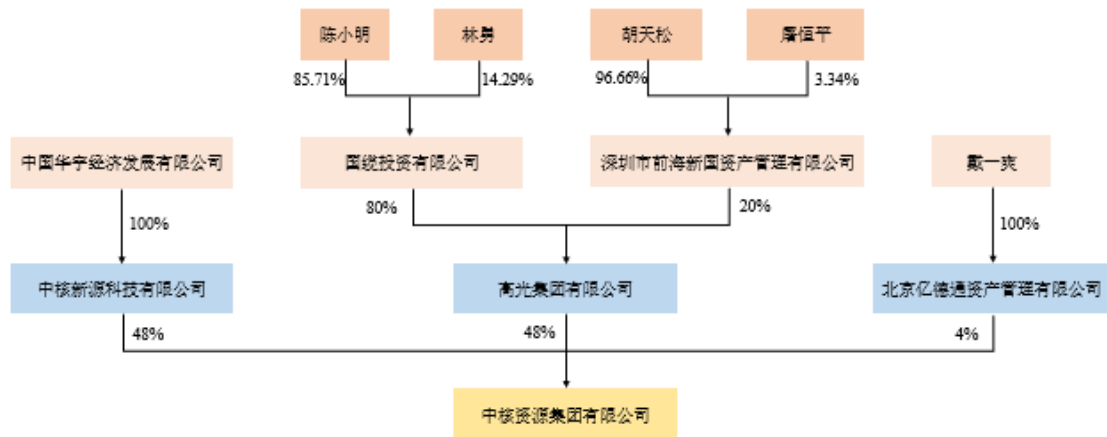 陈小明
林勇
胡天松
屠恒平
85.71%
14.29%
96.66%
3.34%
中国华宇经济发展有限公司
国缆投资有限公司
深圳市前海新国资产管理有限公司
戴一爽
100%
80%
20%
100%
中核新源科技有限公司
高光集团有限公司
北京亿德通资产管理有限公司
48%
48%
4%
中核资源集团有限公司